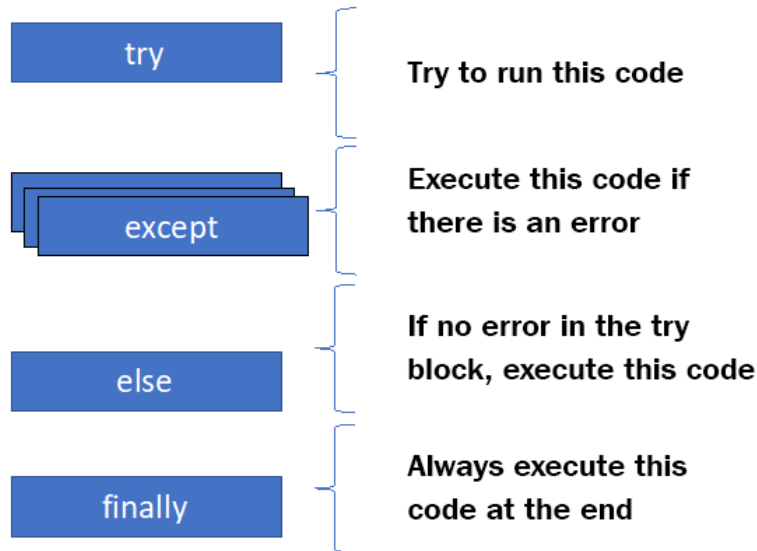 try
Try to run this code
except
Execute this code if
there is an error
else
If no error in the try
block, execute this code
finally
Always execute this
code at the end